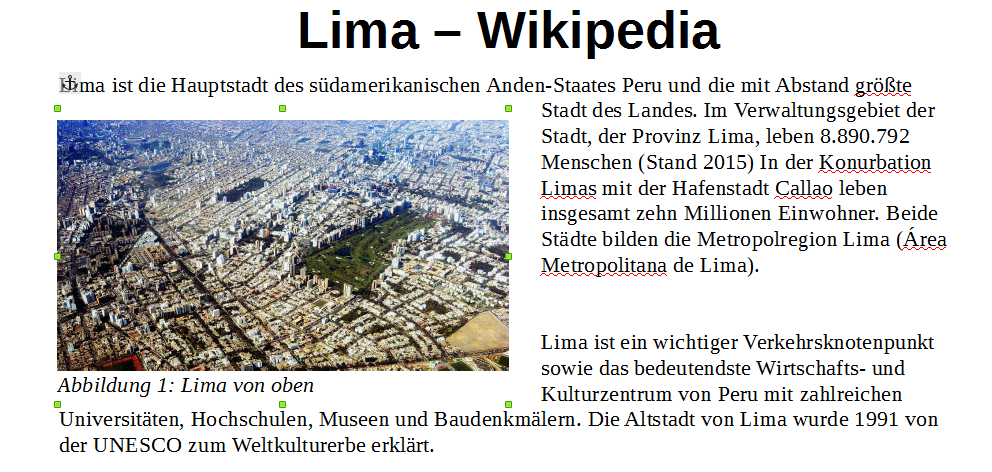 Lima – Wikipedia
Lima ist die Hauptstadt des südamerikanischen Anden-Staates Peru und die mit Abstand größte
Stadt des Landes. Im Verwaltungsgebiet der
Stadt, der Provinz Lima, leben 8.890.792
Menschen (Stand 2015) In der Konurbation
Limas mit der Hafenstadt Callao leben
insgesamt zehn Millionen Einwohner. Beide
Städte bilden die Metropolregion Lima (Área
Metropolitana de Lima).
Lima ist ein wichtiger Verkehrsknotenpunkt
sowie das bedeutendste Wirtschafts- und
Kulturzentrum von Peru mit zahlreichen
Abbildung 1: Lima von oben
Universitäten, Hochschulen, Museen und Baudenkmälern. Die Altstadt von Lima wurde 1991 von
der UNESCO zum Weltkulturerbe erklärt.